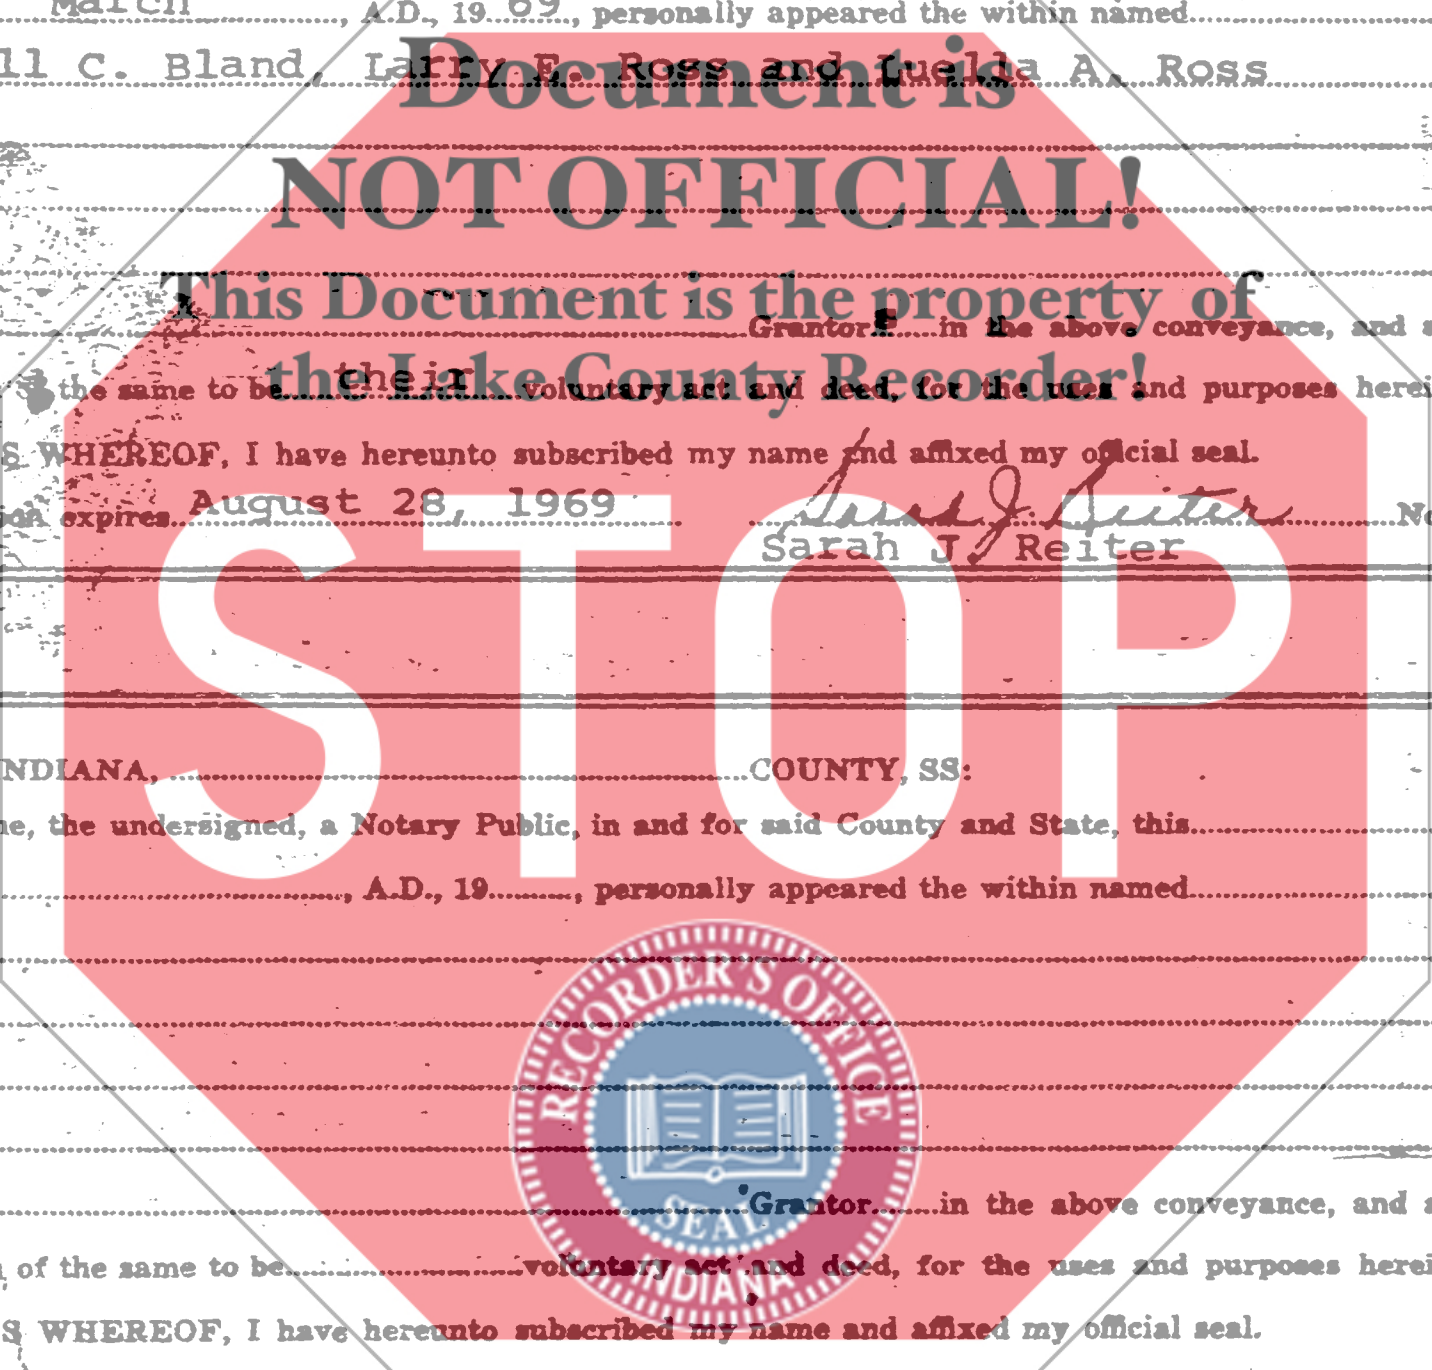 March, A.D., 19 69, personally appeared the within named
ll C. Bland, Larry E. Ross and Luella A. Ross
Document is
NOT OFFICIAL!
This Document is the property of
the Lake County Recorder!
Grantor in the above conveyance, and a
the same to be their voluntary act and deed, for the uses and purposes herei
S WHEREOF, I have hereunto subscribed my name and affixed my official seal.
ion expires August 28, 1969 Sarah J. Reiter No
Sarah J. Reiter
STOP
NDIANA, COUNTY, SS:
me, the undersigned, a Notary Public, in and for said County and State, this
, A.D., 19, personally appeared the within named
RECORDER'S OFFICE
SEAL
INDIANA
Grantor in the above conveyance, and a
of the same to be voluntary act and deed, for the uses and purposes herei
S WHEREOF, I have hereunto subscribed my name and affixed my official seal.